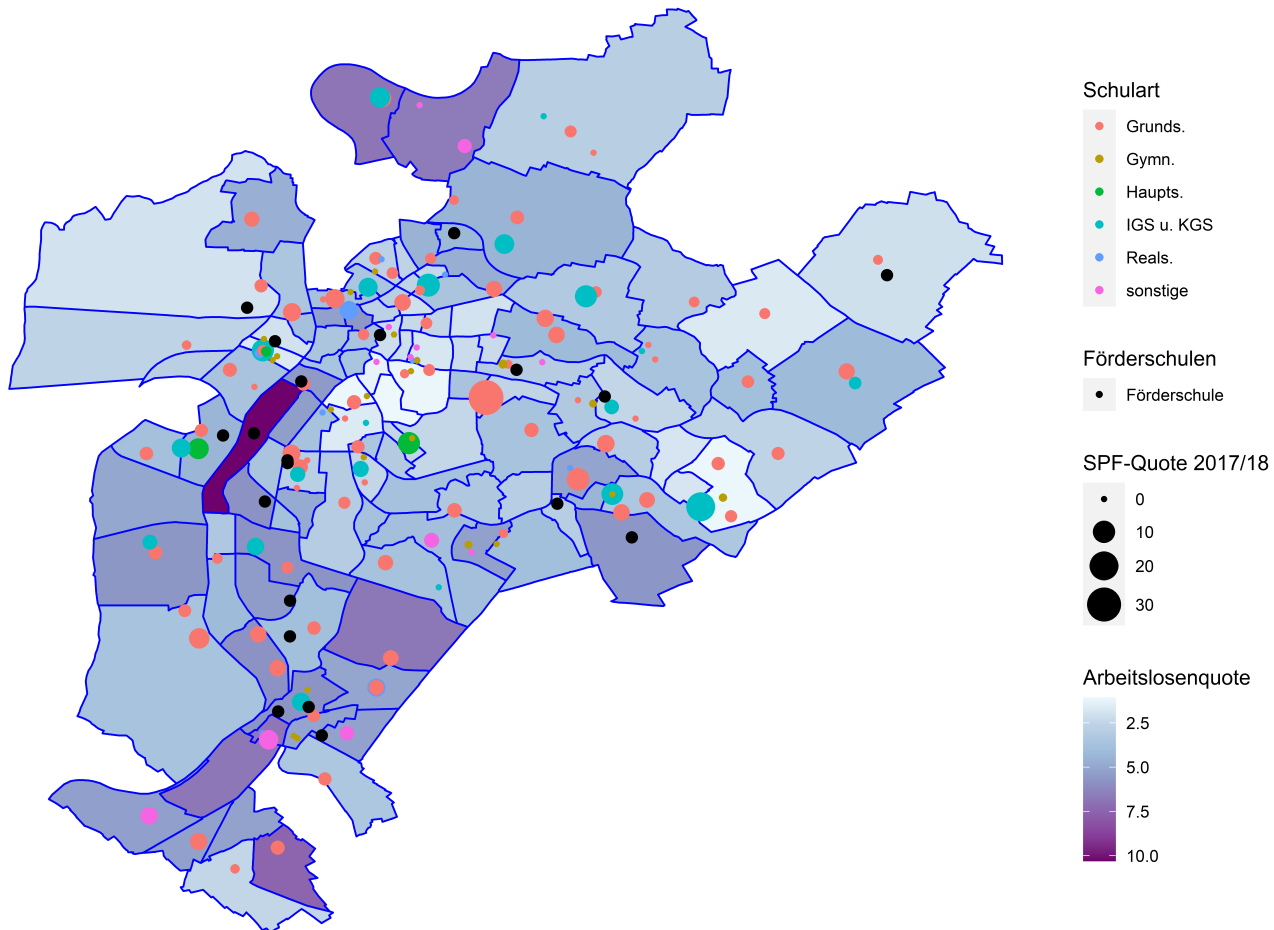 Schulart
Grunds.
Gymn.
Haupts.
IGS u. KGS
Reals.
sonstige
Förderschulen
Förderschule
SPF-Quote 2017/18
0
10
20
30
Arbeitslosenquote
2.5
5.0
7.5
10.0